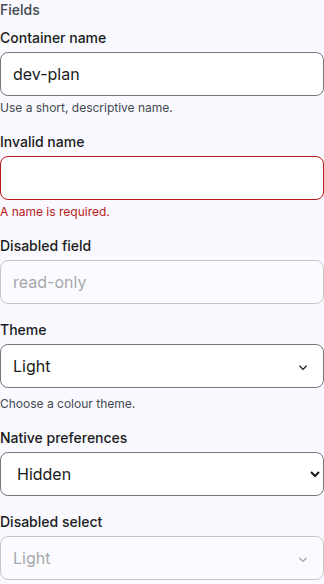 Fields
Container name
dev-plan
Use a short, descriptive name.
Invalid name
A name is required.
Disabled field
read-only
Theme
Light
Choose a colour theme.
Native preferences
Hidden
Disabled select
Light